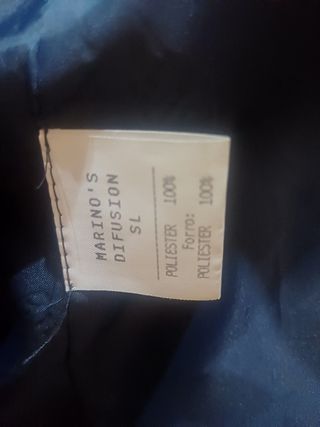 MARINO'S
DIFUSION
SL
POLIESTER 100%
Forro:
POLIESTER 100%